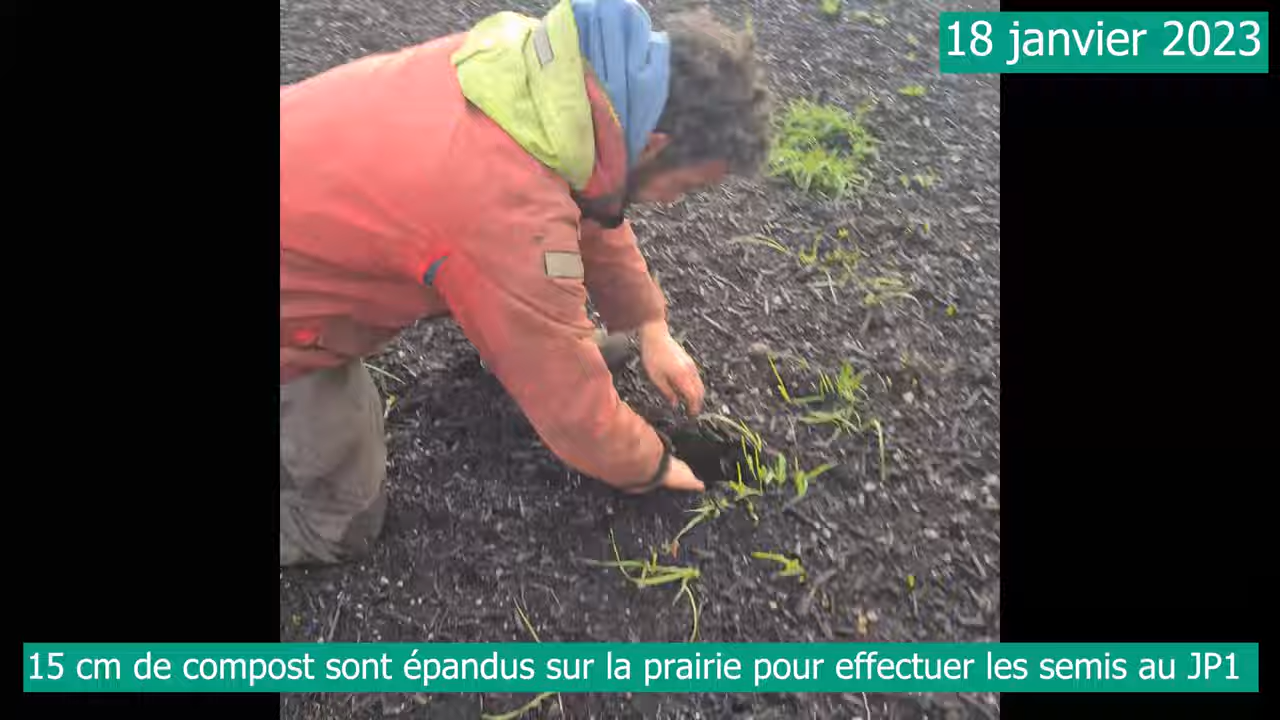 18 janvier 2023
15 cm de compost sont épandus sur la prairie pour effectuer les semis au JP1